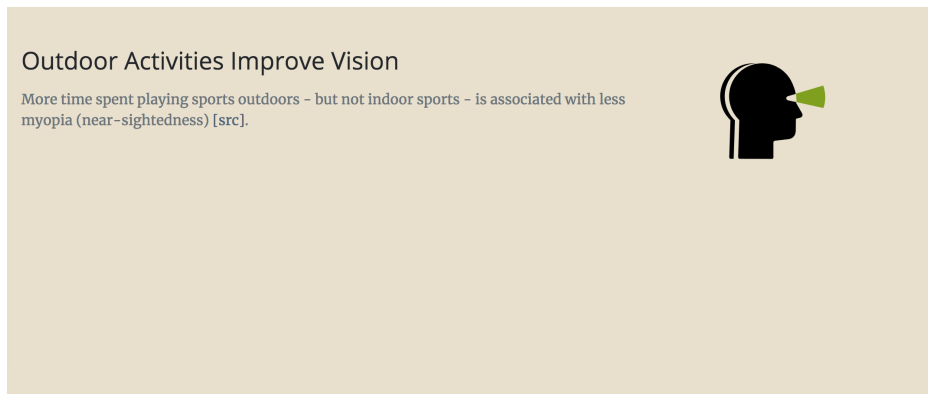 Outdoor Activities Improve Vision
More time spent playing sports outdoors - but not indoor sports - is associated with less
myopia (near-sightedness) [src].